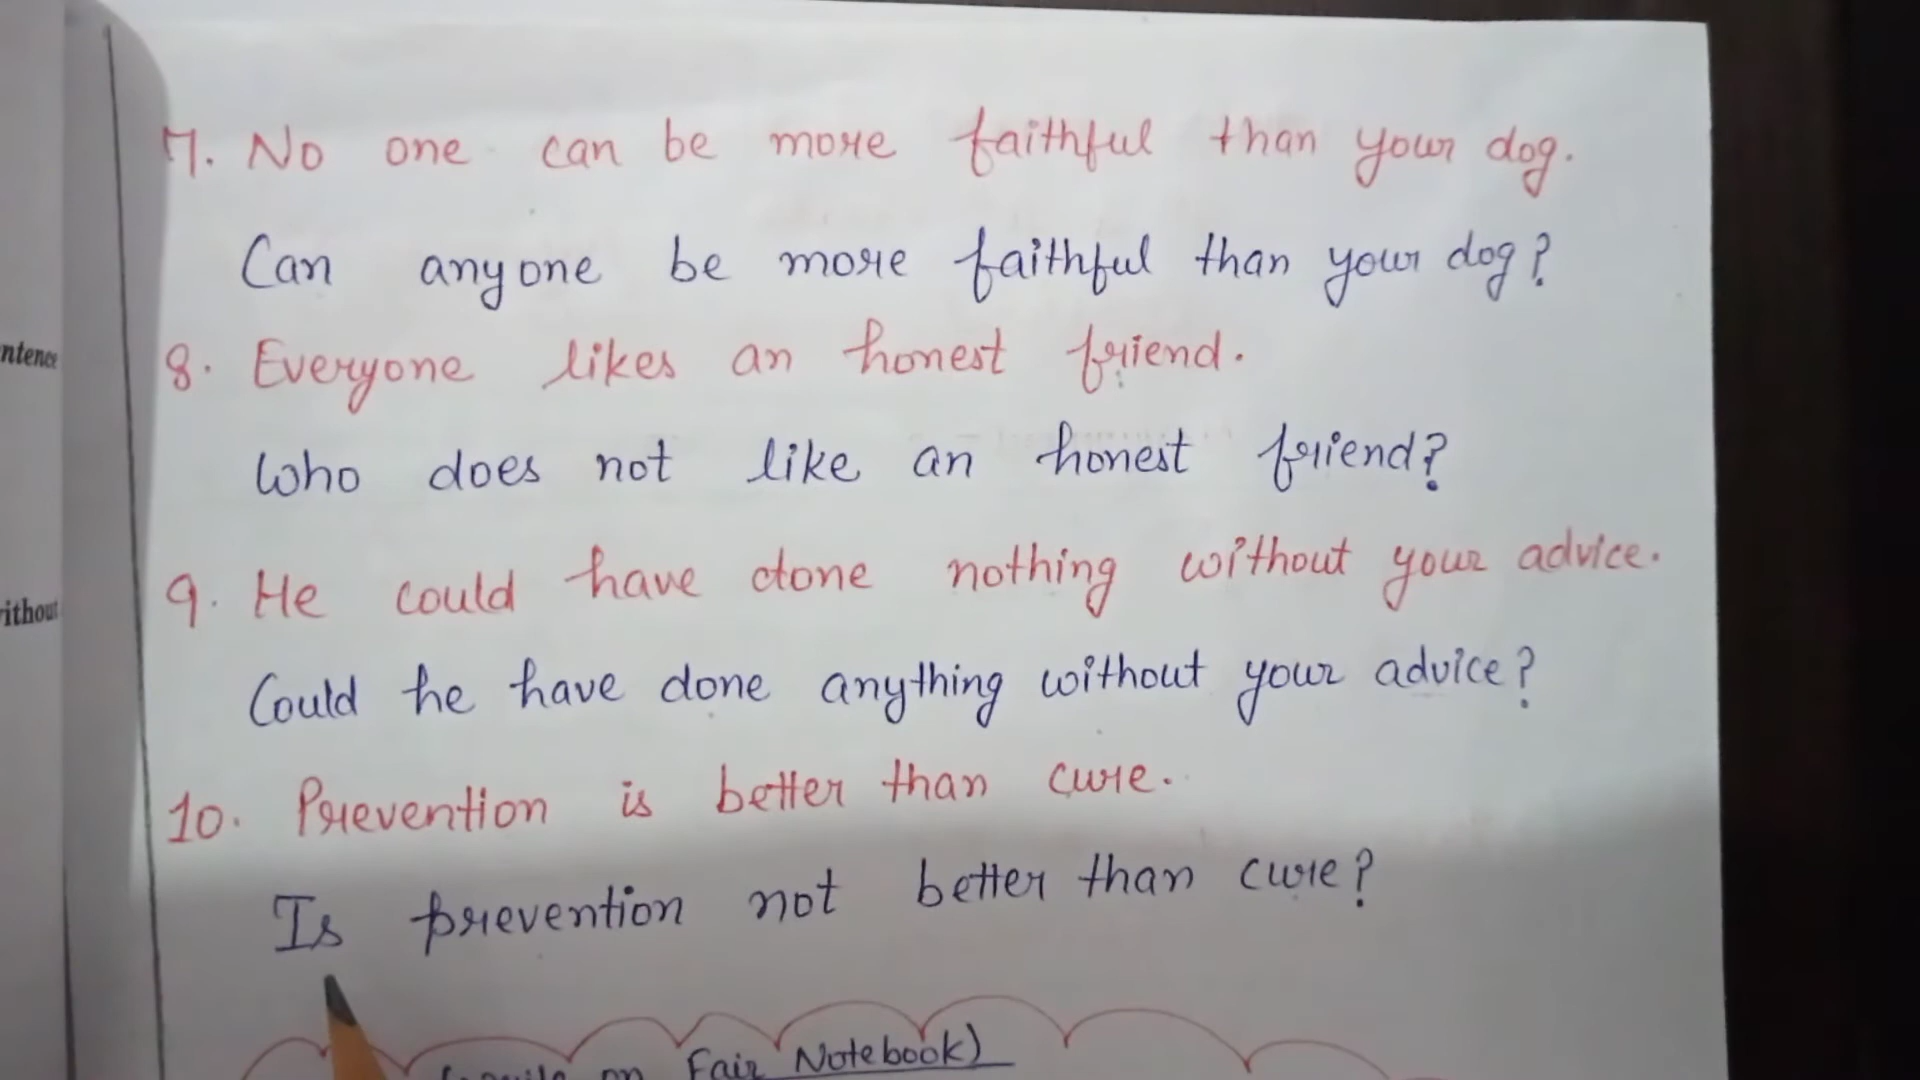 7. No one can be more faithful than your dog.
Can anyone be more faithful than your dog?
ntence
8. Everyone likes an honest friend.
Who does not like an honest friend?
9. He could have done nothing without your advice.
ithout
Could he have done anything without your advice?
10. Prevention is better than cure.
Is prevention not better than cure?
on Fair Notebook)